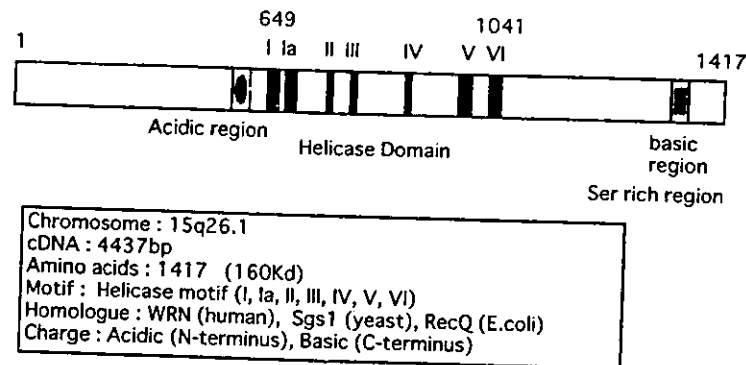 649
1041
1
I Ia II III IV V VI
1417
Acidic region
Helicase Domain
basic
region
Ser rich region
Chromosome : 15q26.1
cDNA : 4437bp
Amino acids : 1417 (160Kd)
Motif : Helicase motif (I, Ia, II, III, IV, V, VI)
Homologue : WRN (human), Sgs1 (yeast), RecQ (E.coli)
Charge : Acidic (N-terminus), Basic (C-terminus)